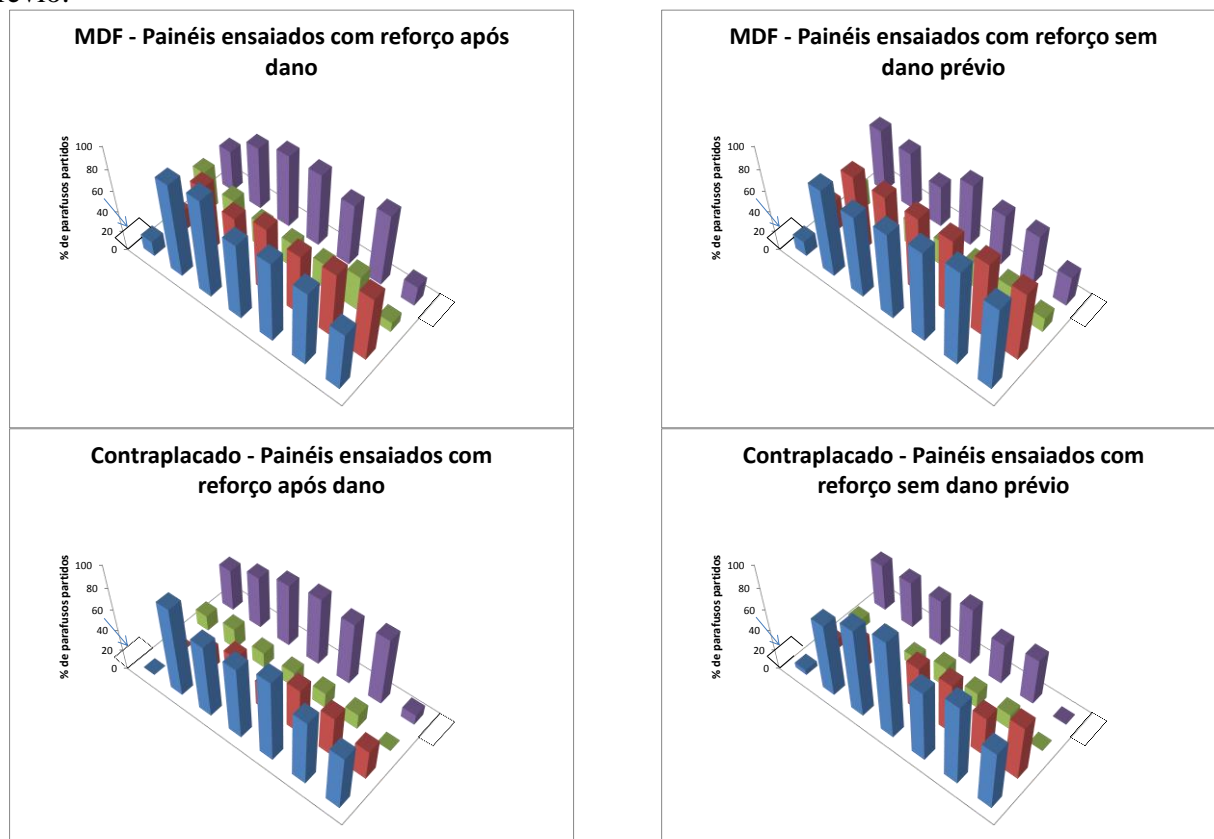 révio.
MDF - Painéis ensaiados com reforço após
dano
% de parafusos partidos
100
80
60
40
20
0
MDF - Painéis ensaiados com reforço sem
dano prévio
% de parafusos partidos
100
80
60
40
20
0
Contraplacado - Painéis ensaiados com
reforço após dano
% de parafusos partidos
100
80
60
40
20
0
Contraplacado - Painéis ensaiados com
reforço sem dano prévio
% de parafusos partidos
100
80
60
40
20
0